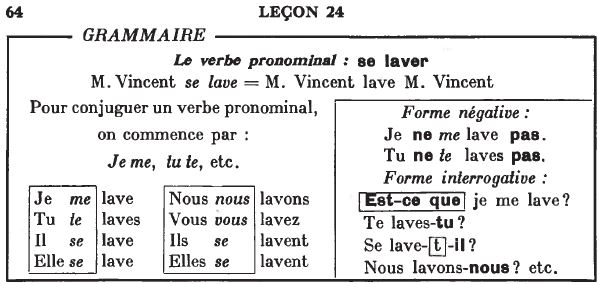 64 LEÇON 24
GRAMMAIRE
Le verbe pronominal : se laver
M. Vincent se lave = M. Vincent lave M. Vincent
Pour conjuguer un verbe pronominal,
on commence par :
Je me, tu te, etc.
Je me lave Nous nous lavons
Tu te laves Vous vous lavez
Il se lave Ils se lavent
Elle se lave Elles se lavent
Forme négative :
Je ne me lave pas.
Tu ne te laves pas.
Forme interrogative :
Est-ce que je me lave ?
Te laves-tu ?
Se lave-t-il ?
Nous lavons-nous ? etc.